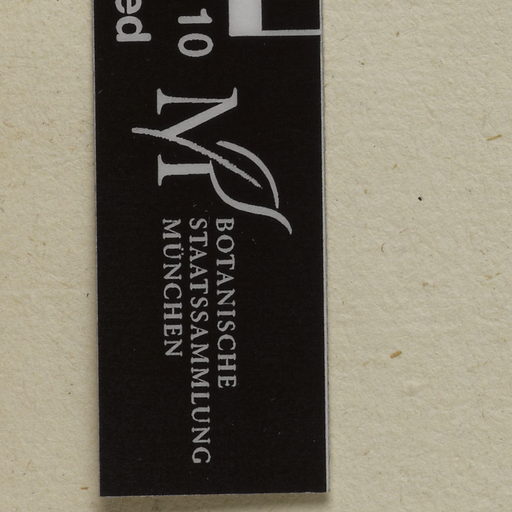 10
ed
M
BOTANISCHE
STAATSSAMMLUNG
MÜNCHEN